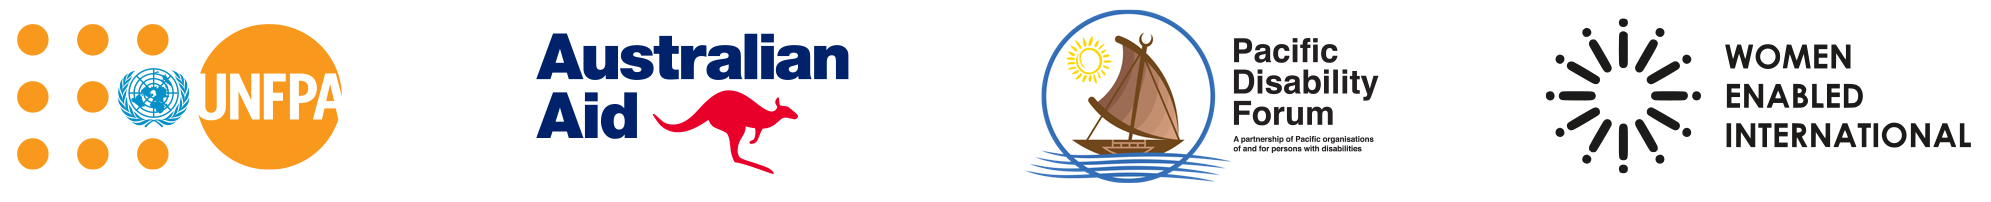 UNFPA
Australian
Aid
Pacific
Disability
Forum
A partnership of Pacific organisations
of and for persons with disabilities
WOMEN
ENABLED
INTERNATIONAL